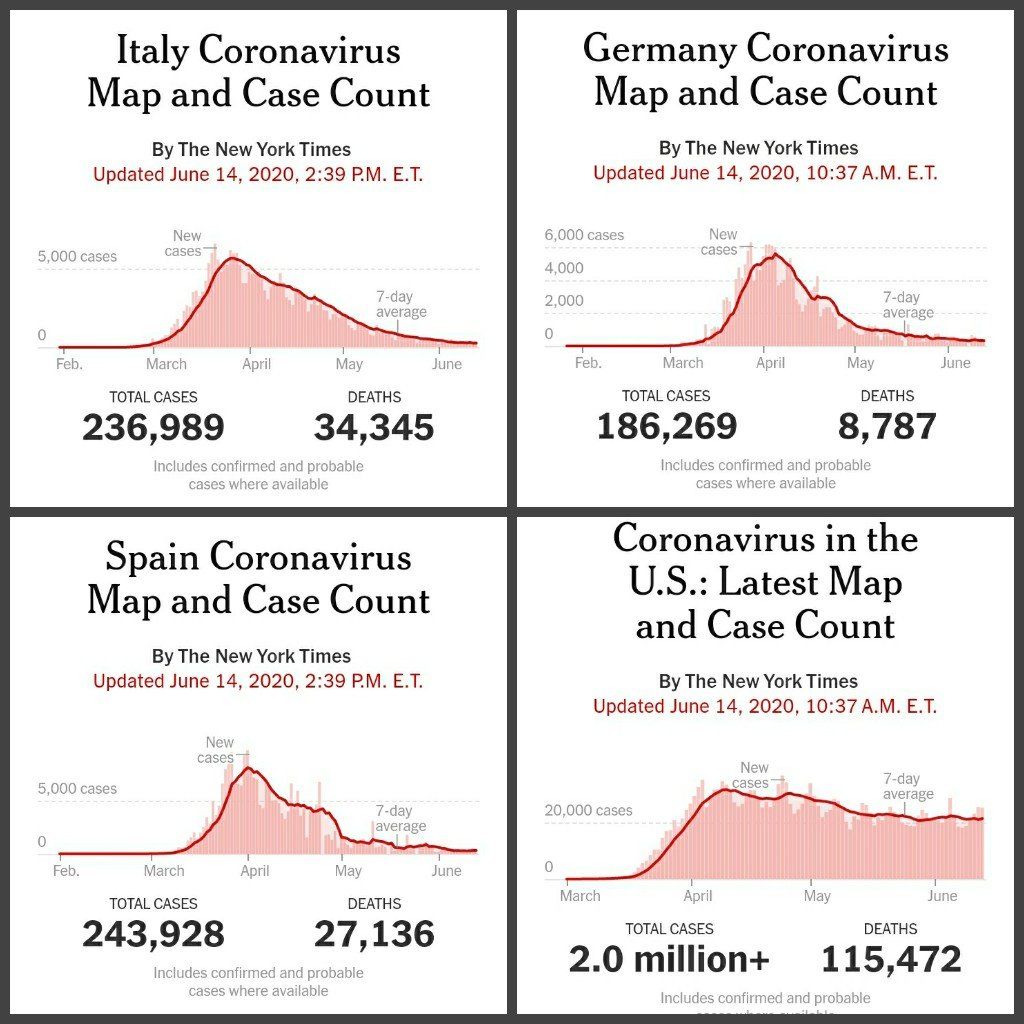 Italy Coronavirus
Map and Case Count
By The New York Times
Updated June 14, 2020, 2:39 P.M. E.T.
New
cases
5,000 cases
7-day
average
0
Feb. March April May June
TOTAL CASES DEATHS
236,989 34,345
Includes confirmed and probable
cases where available
Germany Coronavirus
Map and Case Count
By The New York Times
Updated June 14, 2020, 10:37 A.M. E.T.
6,000 cases
New
cases
4,000
2,000
7-day
average
0
Feb. March April May June
TOTAL CASES DEATHS
186,269 8,787
Includes confirmed and probable
cases where available
Spain Coronavirus
Map and Case Count
By The New York Times
Updated June 14, 2020, 2:39 P.M. E.T.
New
cases
5,000 cases
7-day
average
0
Feb. March April May June
TOTAL CASES DEATHS
243,928 27,136
Includes confirmed and probable
cases where available
Coronavirus in the
U.S.: Latest Map
and Case Count
By The New York Times
Updated June 14, 2020, 10:37 A.M. E.T.
New
cases
7-day
average
20,000 cases
0
March April May June
TOTAL CASES DEATHS
2.0 million+ 115,472
Includes confirmed and probable
cases where available